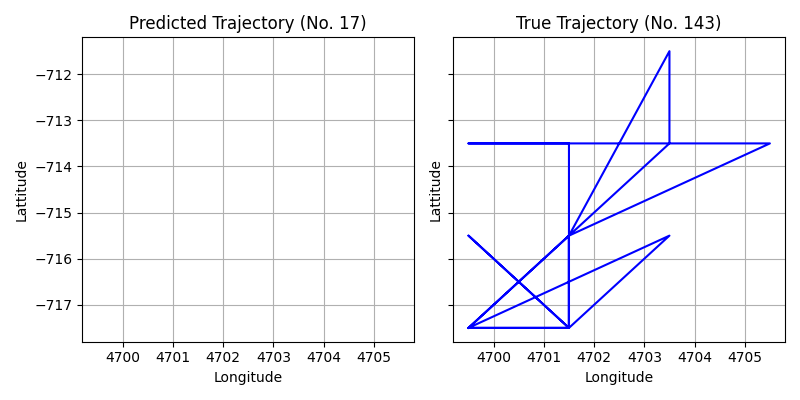 Predicted Trajectory (No. 17)
True Trajectory (No. 143)
−712
−713
−714
−715
−716
−717
Lattitude
Lattitude
4700 4701 4702 4703 4704 4705
4700 4701 4702 4703 4704 4705
Longitude
Longitude